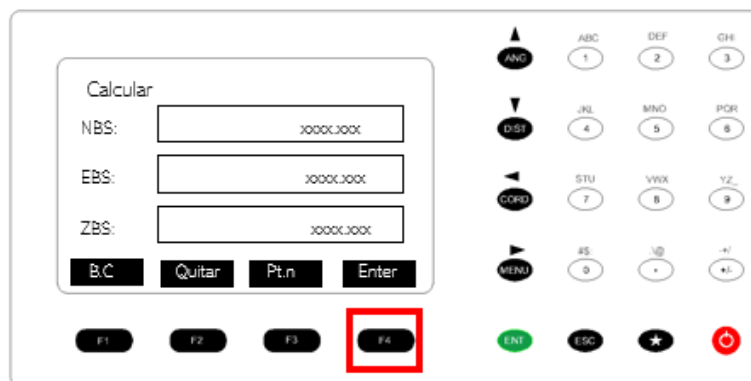 Calcular
NBS: xxxx.xxx
EBS: xxxx.xxx
ZBS: xxxx.xxx
B.C Quitar Pt.n Enter
F1 F2 F3 F4
ABC DEF GHI
ANG 1 2 3
JKL MNO PQR
DIST 4 5 6
STU VWX YZ_
CORD 7 8 9
#$: \@ -+/
MENU 0 . +/-
ENT ESC